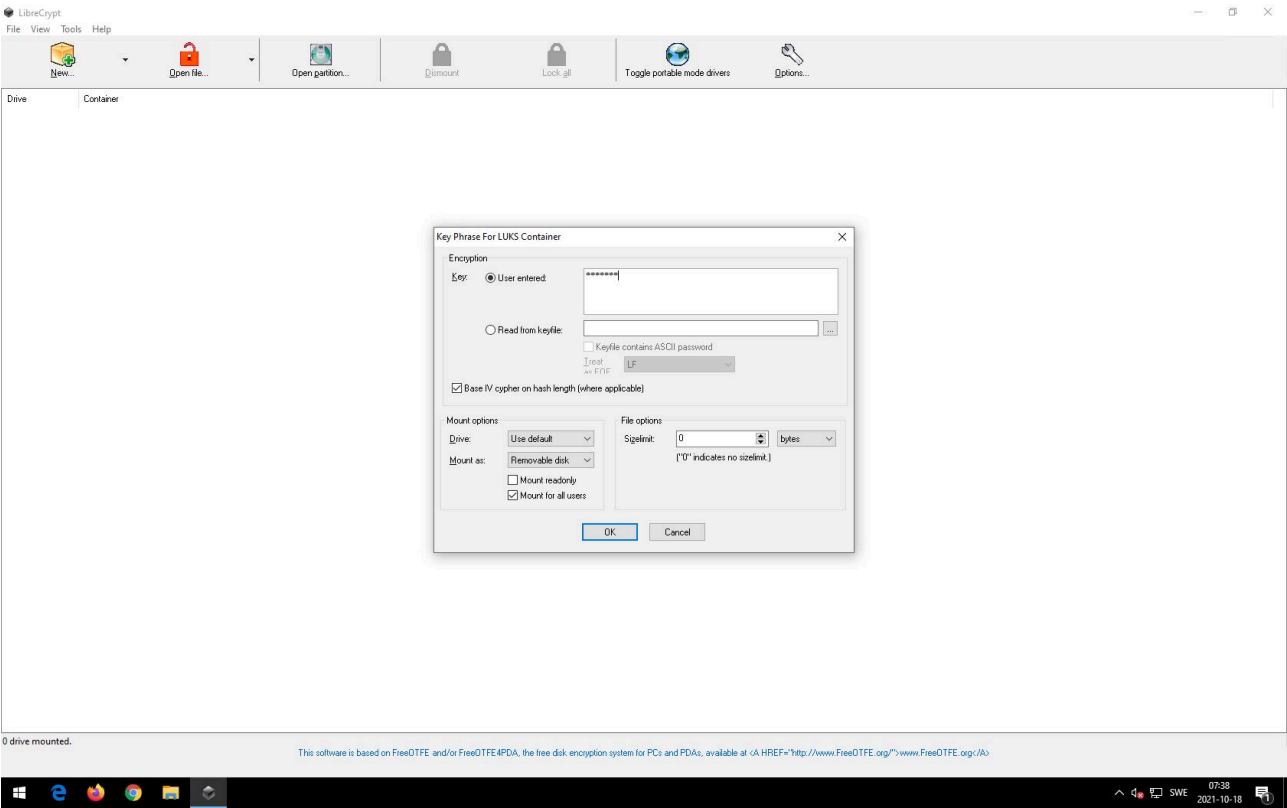 LibreCrypt
File View Tools Help
New... Open file... Open partition... Dismount Lock all Toggle portable mode drivers Options...
Drive Container
Key Phrase For LUKS Container
Encryption
Key: User entered: *******
Read from keyfile: ...
Keyfile contains ASCII password
Treat as EOF LF
Base IV cypher on hash length (where applicable)
Mount options
Drive: Use default
Mount as: Removable disk
Mount readonly
Mount for all users
File options
Sizelimit: 0 bytes
("0" indicates no sizelimit.)
OK Cancel
0 drive mounted.
This software is based on FreeOTFE and/or FreeOTFE4PDA, the free disk encryption system for PCs and PDAs, available at <A HREF="http://www.FreeOTFE.org/">www.FreeOTFE.org</A>
SWE 07:38
2021-10-18
1